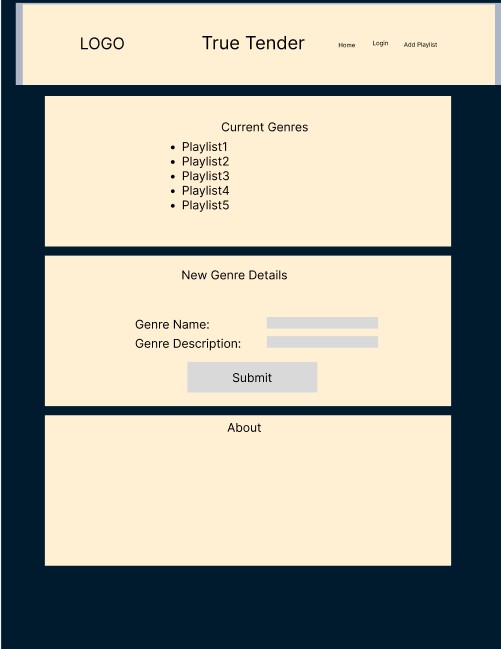 LOGO True Tender Home Login Add Playlist
Current Genres
• Playlist1
• Playlist2
• Playlist3
• Playlist4
• Playlist5
New Genre Details
Genre Name:
Genre Description:
Submit
About